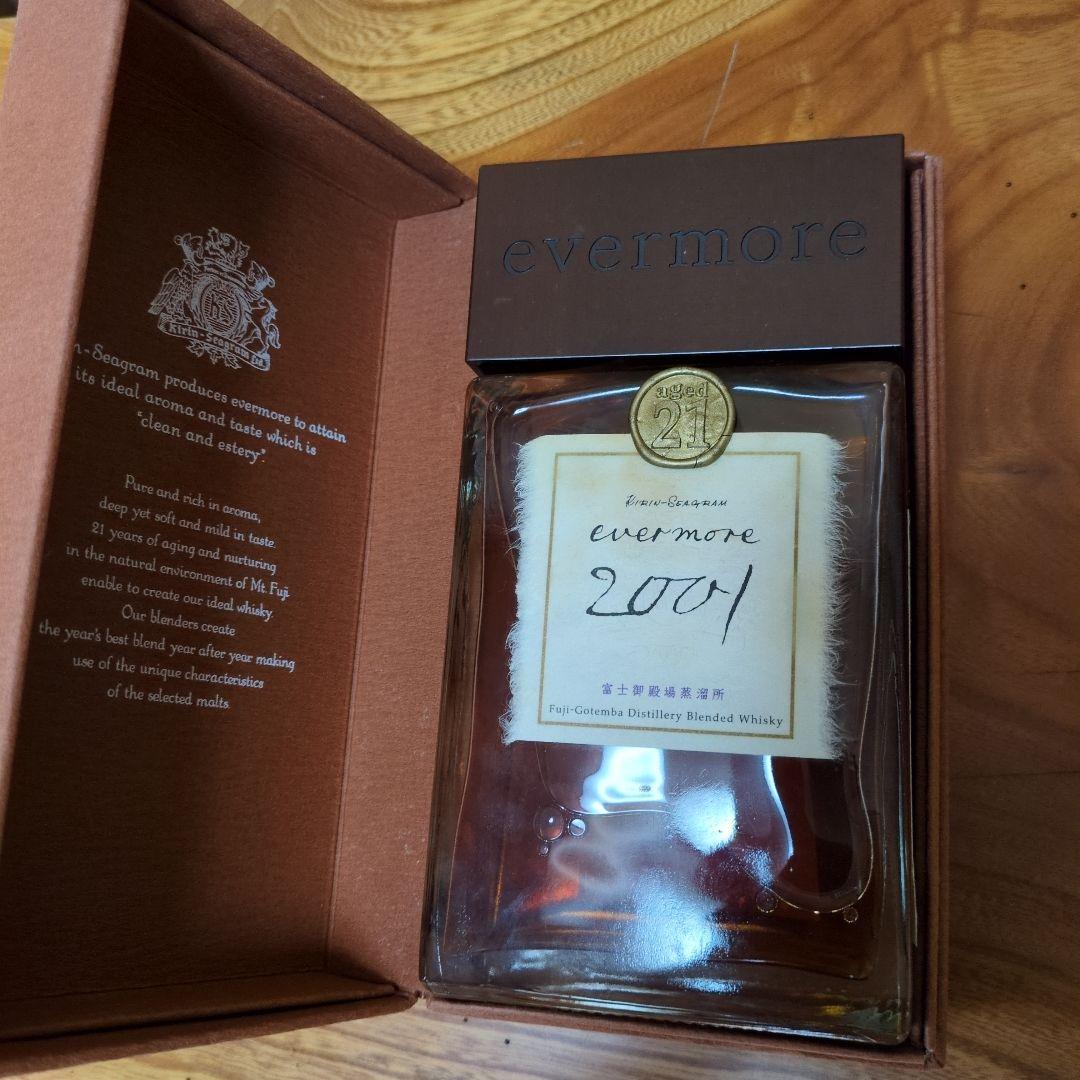 Kirin-Seagram Ltd.
n-Seagram produces evermore to attain
its ideal aroma and taste which is
"clean and estery".
Pure and rich in aroma,
deep yet soft and mild in taste.
21 years of aging and nurturing
in the natural environment of Mt. Fuji
enable to create our ideal whisky.
Our blenders create
the year's best blend year after year making
use of the unique characteristics
of the selected malts.
evermore
aged
21
KIRIN-SEAGRAM
evermore
2001
富士御殿場蒸溜所
Fuji-Gotemba Distillery Blended Whisky